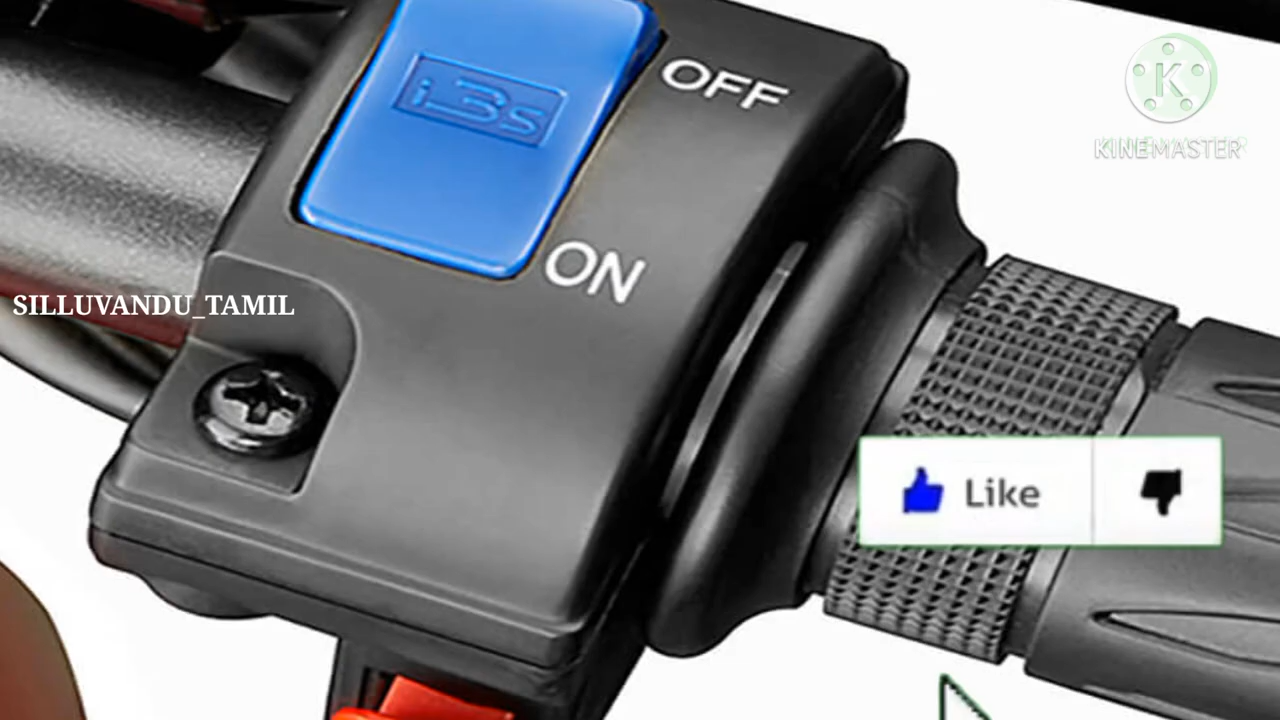 i3s
OFF
K
KINEMASTER
ON
SILLUVANDU_TAMIL
Like